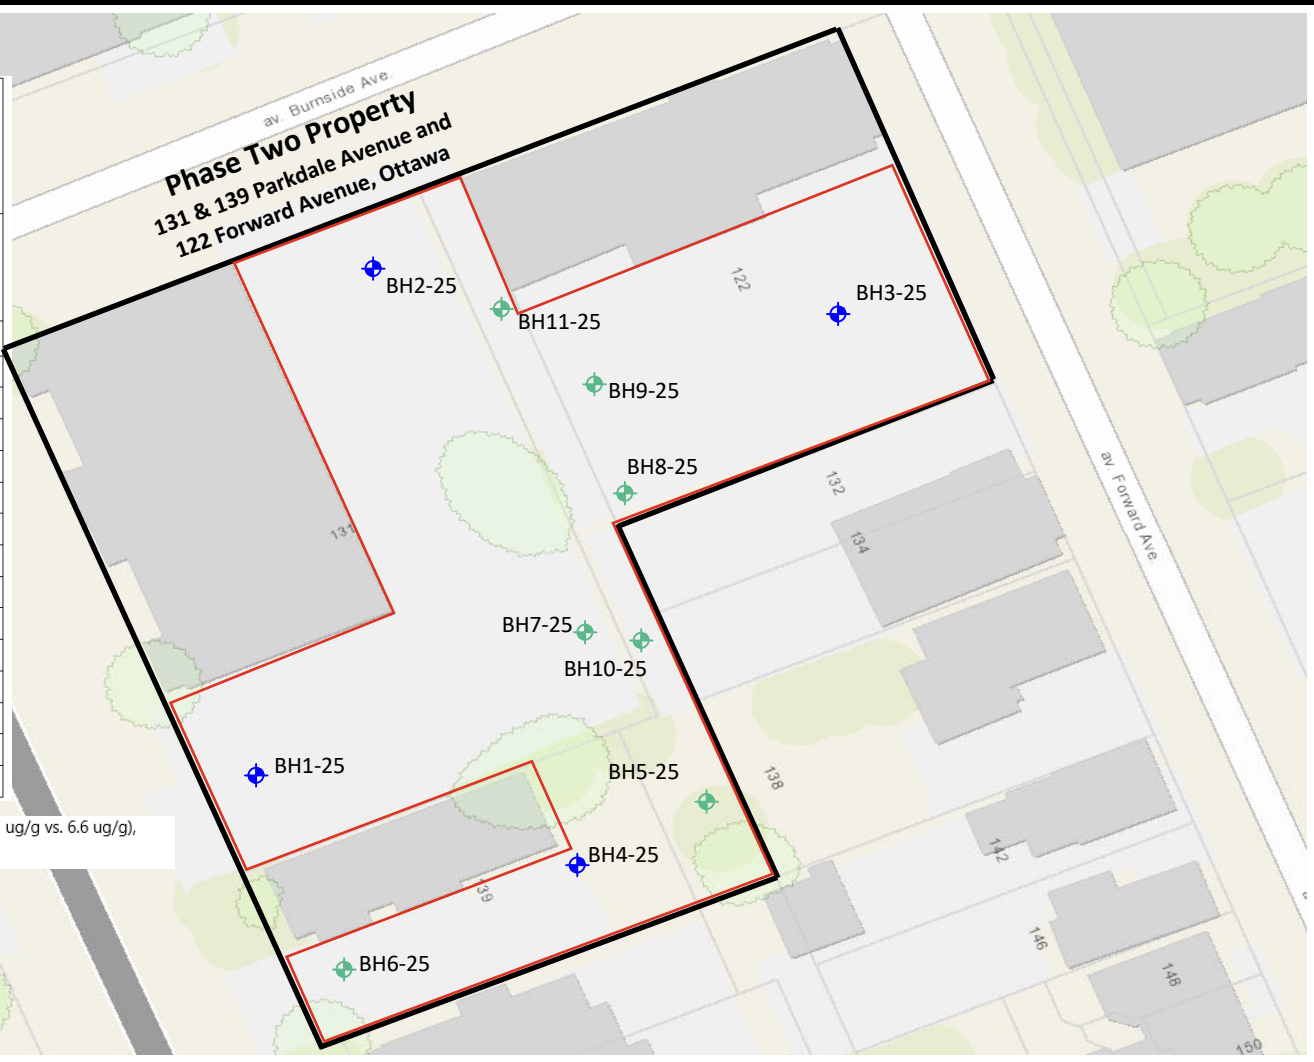 av. Burnside Ave.
Phase Two Property
131 & 139 Parkdale Avenue and
122 Forward Avenue, Ottawa
BH2-25
BH11-25
122
BH3-25
BH9-25
BH8-25
132
134
av. Forward Ave.
131
BH7-25
BH10-25
BH1-25
BH5-25
138
ug/g vs. 6.6 ug/g),
BH4-25
142
139
146
BH6-25
148
150